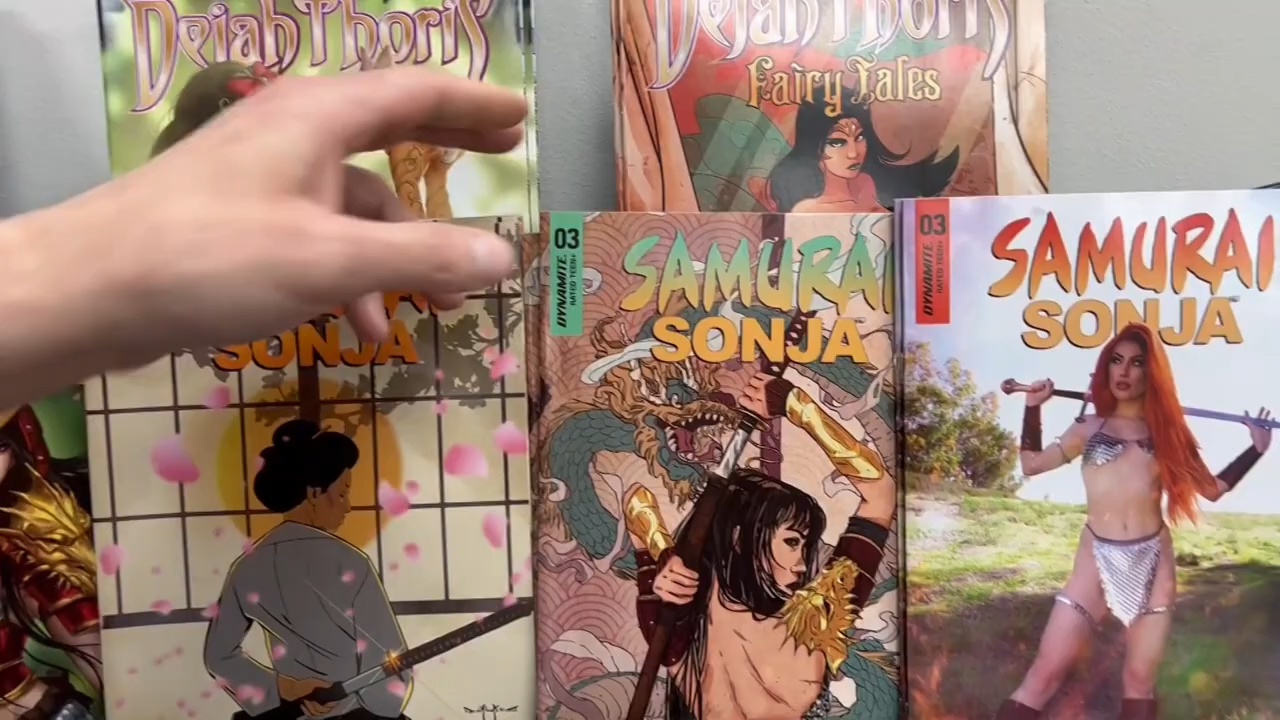 Dejah Thoris
Dejah Thoris
Fairy Tales
SONJA
03
DYNAMITE.
RATED TEEN+
SAMURAI
SONJA
03
DYNAMITE.
RATED TEEN+
SAMURAI
SONJA